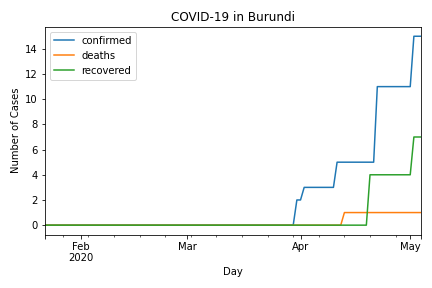 COVID-19 in Burundi
confirmed
deaths
recovered
Number of Cases
14
12
10
8
6
4
2
0
Feb Mar Apr May
2020
Day